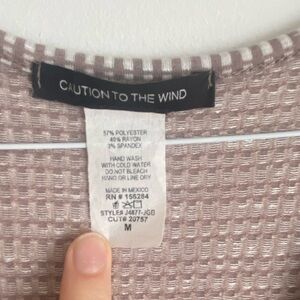 CAUTION TO THE WIND
57% POLYESTER
40% RAYON
3% SPANDEX
HAND WASH
WITH COLD WATER
DO NOT BLEACH
HANG OR LINE DRY
MADE IN MEXICO
RN # 156284
STYLE# J4877-JGB
CUT# 20757
M